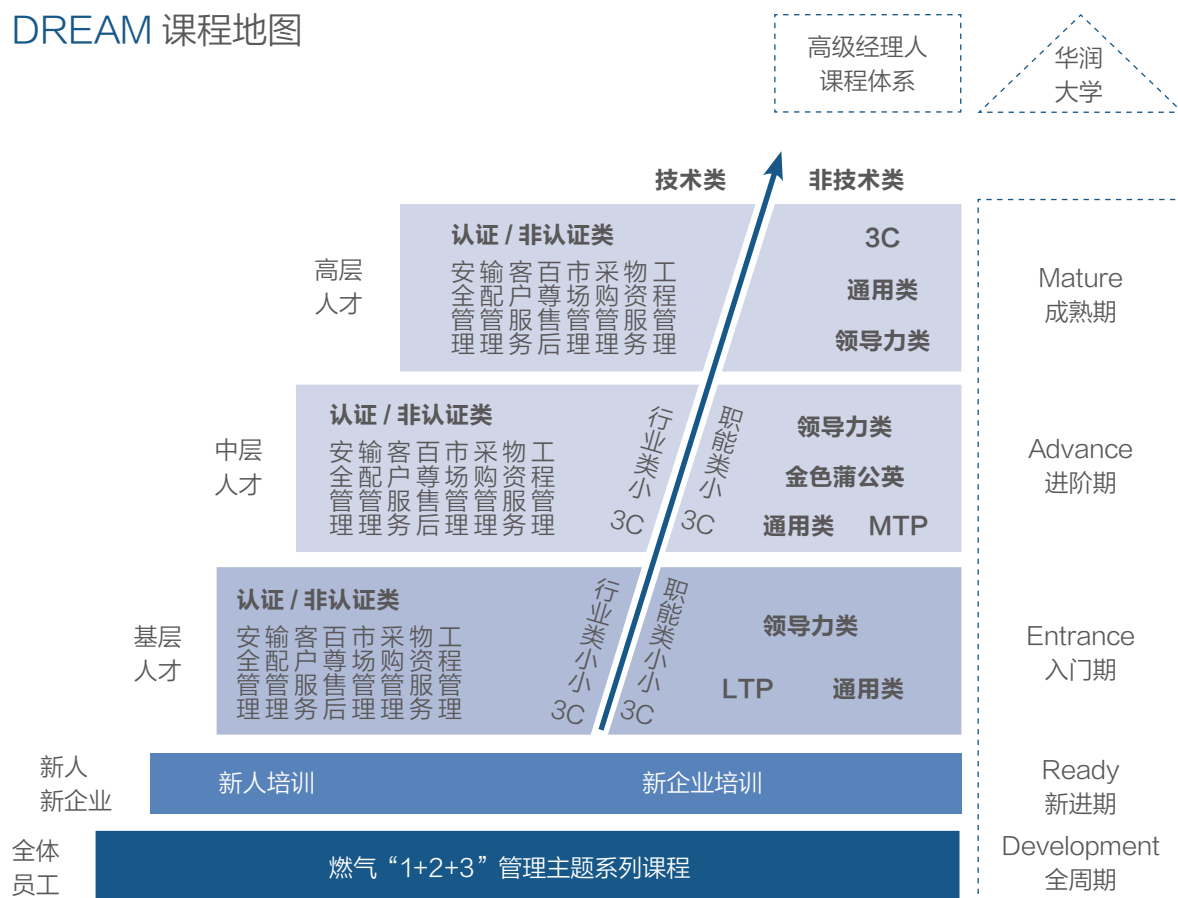 DREAM 课程地图
高级经理人
课程体系
华润
大学
技术类
非技术类
高层
人才
认证 / 非认证类
安全管理
输配管理
客户服务
百尊售后
市场管理
采购管理
物资服务
工程管理
3C
通用类
领导力类
Mature
成熟期
中层
人才
认证 / 非认证类
安全管理
输配管理
客户服务
百尊售后
市场管理
采购管理
物资服务
工程管理
行业类小3C
职能类小3C
领导力类
金色蒲公英
通用类 MTP
Advance
进阶期
基层
人才
认证 / 非认证类
安全管理
输配管理
客户服务
百尊售后
市场管理
采购管理
物资服务
工程管理
行业类小小3C
职能类小小3C
领导力类
LTP 通用类
Entrance
入门期
新人
新企业
新人培训
新企业培训
Ready
新进期
全体
员工
燃气“1+2+3”管理主题系列课程
Development
全周期